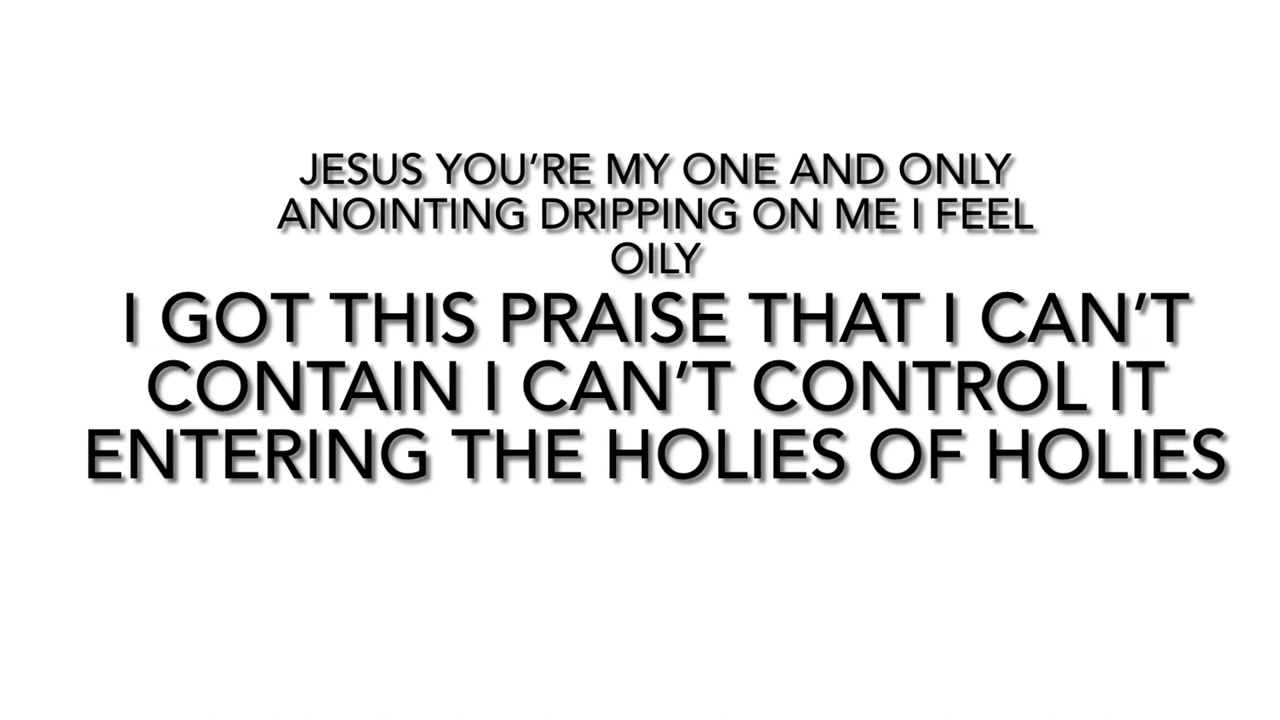 JESUS YOU’RE MY ONE AND ONLY
ANOINTING DRIPPING ON ME I FEEL
OILY
I GOT THIS PRAISE THAT I CAN’T
CONTAIN I CAN’T CONTROL IT
ENTERING THE HOLIES OF HOLIES